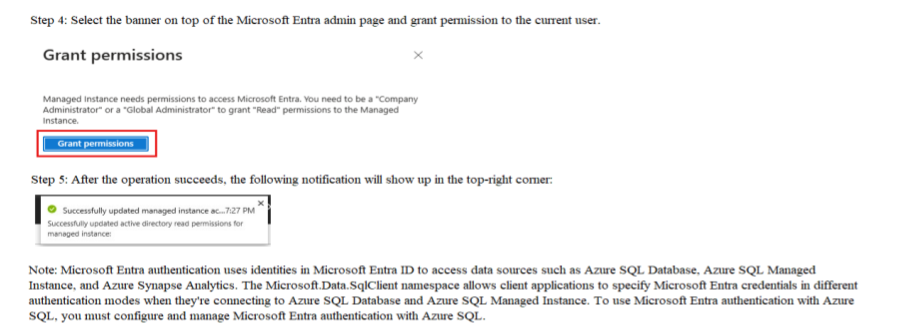 Step 4: Select the banner on top of the Microsoft Entra admin page and grant permission to the current user.
Grant permissions
Managed Instance needs permissions to access Microsoft Entra. You need to be a "Company
Administrator" or a "Global Administrator" to grant "Read" permissions to the Managed
Instance.
Grant permissions
Step 5: After the operation succeeds, the following notification will show up in the top-right corner:
Successfully updated managed instance ac...7:27 PM
Successfully updated active directory read permissions for
managed instance:
Note: Microsoft Entra authentication uses identities in Microsoft Entra ID to access data sources such as Azure SQL Database, Azure SQL Managed
Instance, and Azure Synapse Analytics. The Microsoft.Data.SqlClient namespace allows client applications to specify Microsoft Entra credentials in different
authentication modes when they're connecting to Azure SQL Database and Azure SQL Managed Instance. To use Microsoft Entra authentication with Azure
SQL, you must configure and manage Microsoft Entra authentication with Azure SQL.